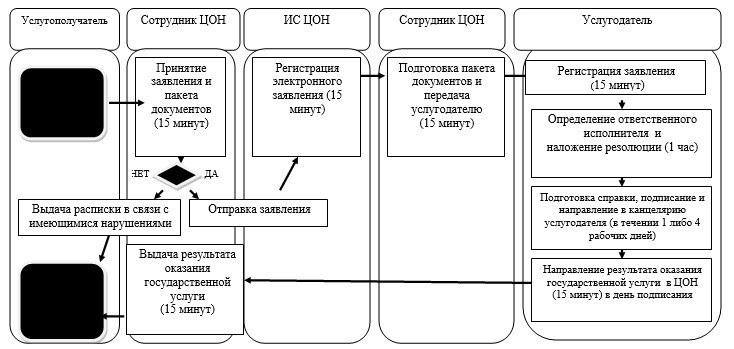 Услугополучатель
Сотрудник ЦОН
ИС ЦОН
Сотрудник ЦОН
Услугодатель
Принятие
заявления и
пакета
документов
(15 минут)
Регистрация
электронного
заявления (15
минут)
Подготовка пакета
документов и
передача
услугодателю
(15 минут)
Регистрация заявления
(15 минут)
Определение ответственного
исполнителя и
наложение резолюции (1 час)
НЕТ
ДА
Выдача расписки в связи с
имеющимися нарушениями
Отправка заявления
Подготовка справки, подписание и
направление в канцелярию
услугодателя (в течении 1 либо 4
рабочих дней)
Выдача результата
оказания
государственной
услуги
(15 минут)
Направление результата оказания
государственной услуги в ЦОН
(15 минут) в день подписания